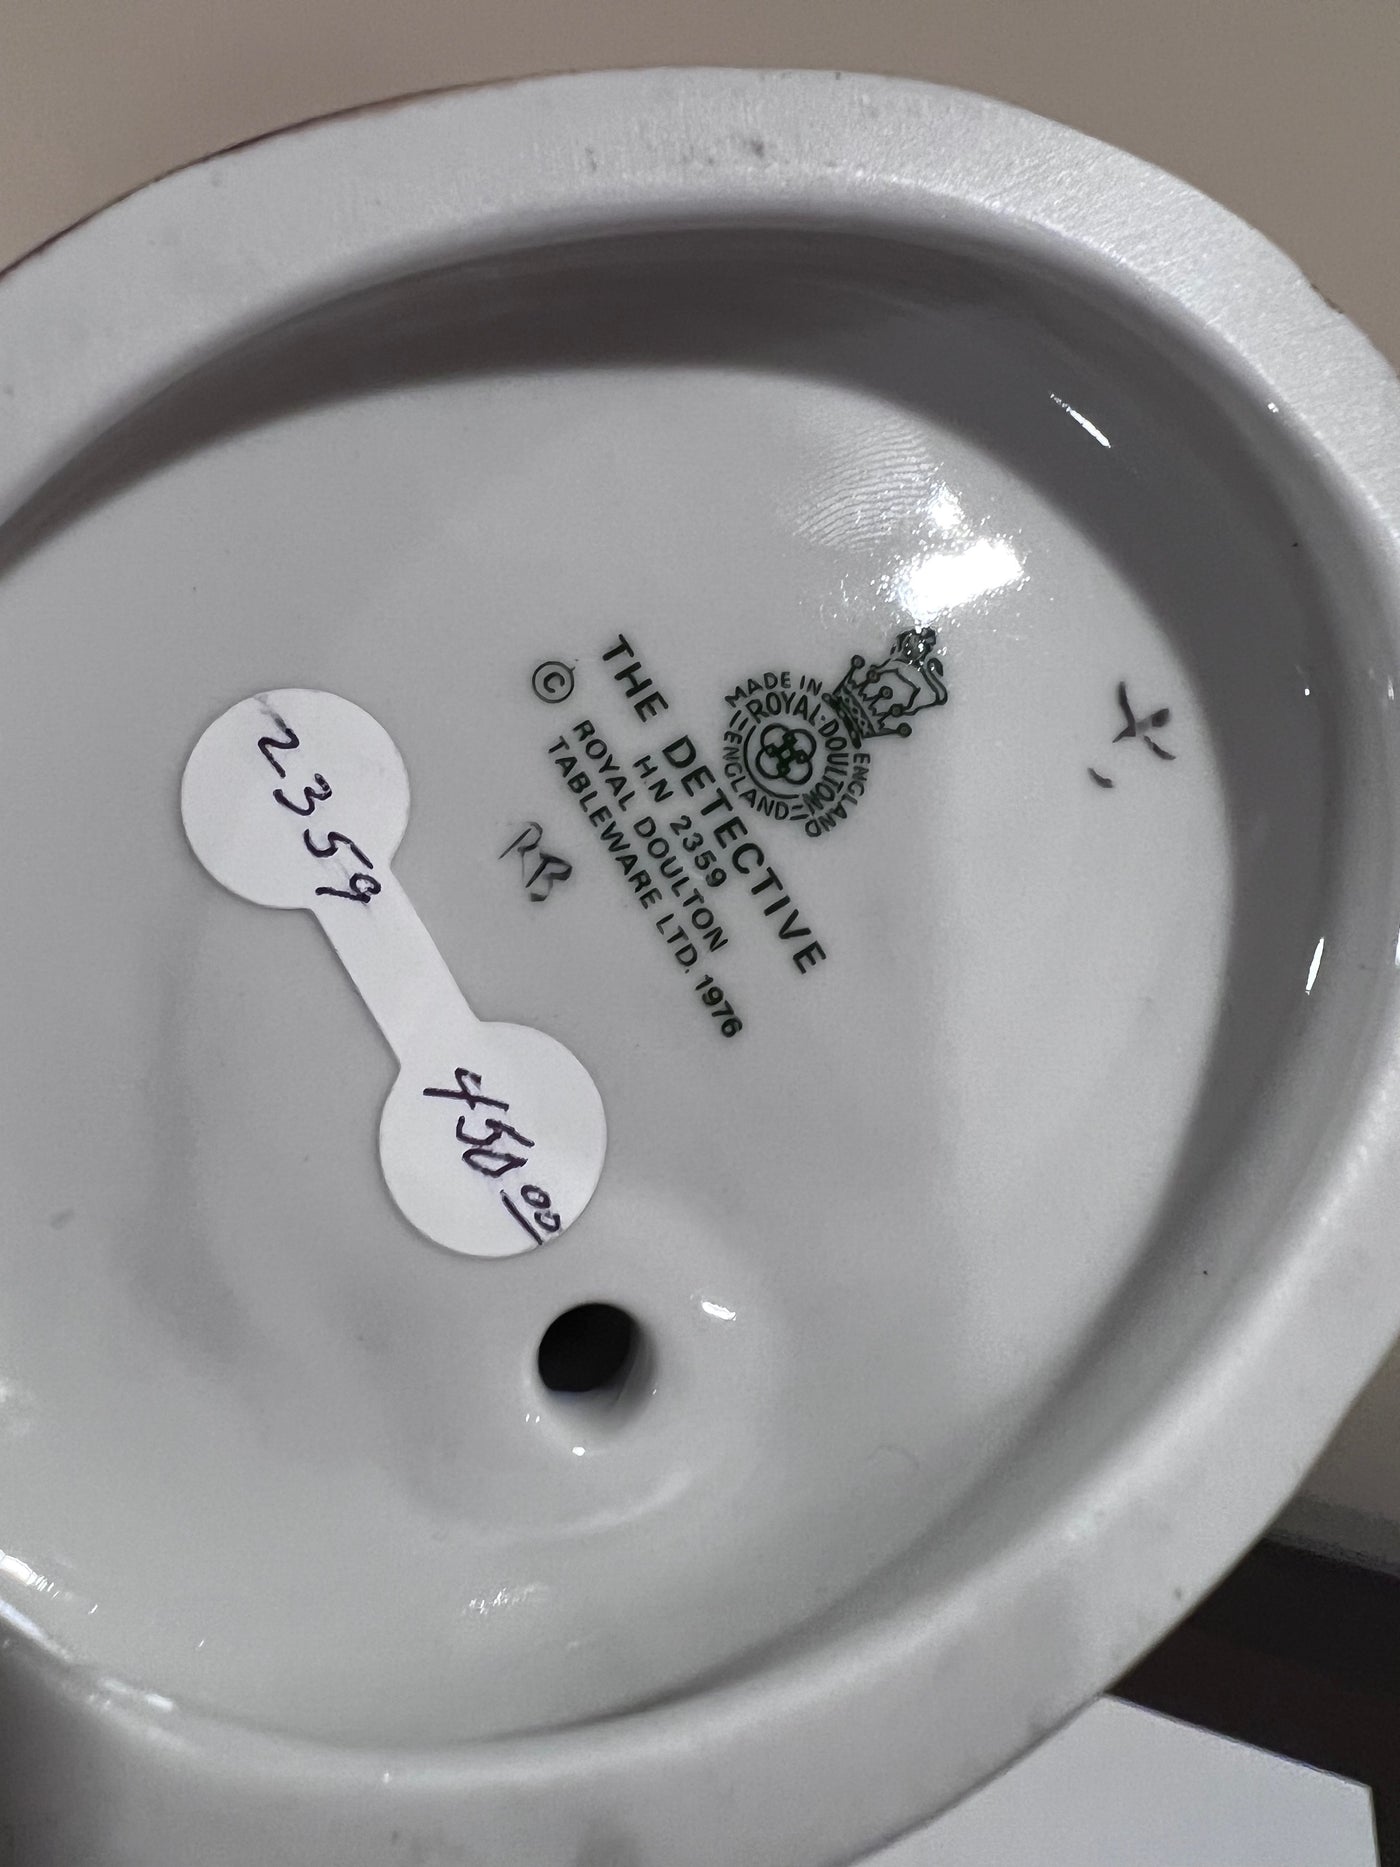 MADE IN ENGLAND
ROYAL·DOULTON
ENGLAND
THE DETECTIVE
HN 2359
© ROYAL DOULTON
TABLEWARE LTD. 1976
RB
2359
450.00